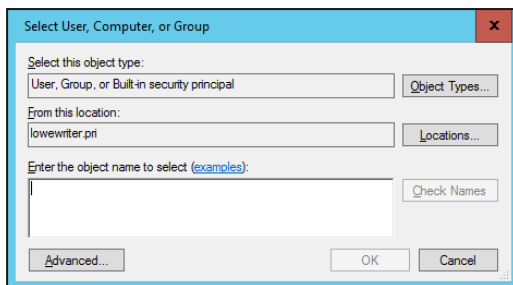 Select User, Computer, or Group
x
Select this object type:
User, Group, or Built-in security principal
Object Types...
From this location:
lowewriter.pri
Locations...
Enter the object name to select (examples):
Check Names
Advanced...
OK
Cancel